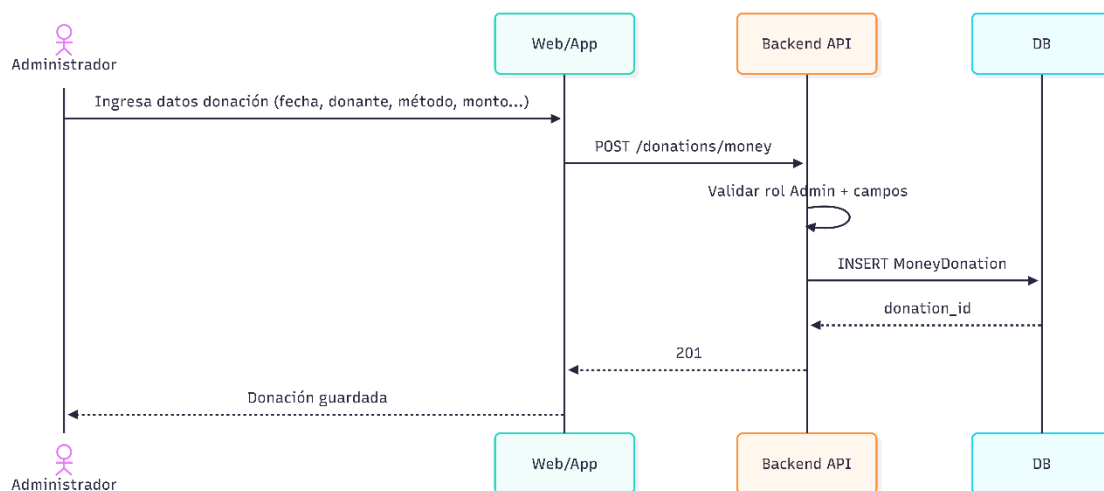 Administrador
Web/App
Backend API
DB
Ingresa datos donación (fecha, donante, método, monto...)
POST /donations/money
Validar rol Admin + campos
INSERT MoneyDonation
donation_id
201
Donación guardada
Administrador
Web/App
Backend API
DB